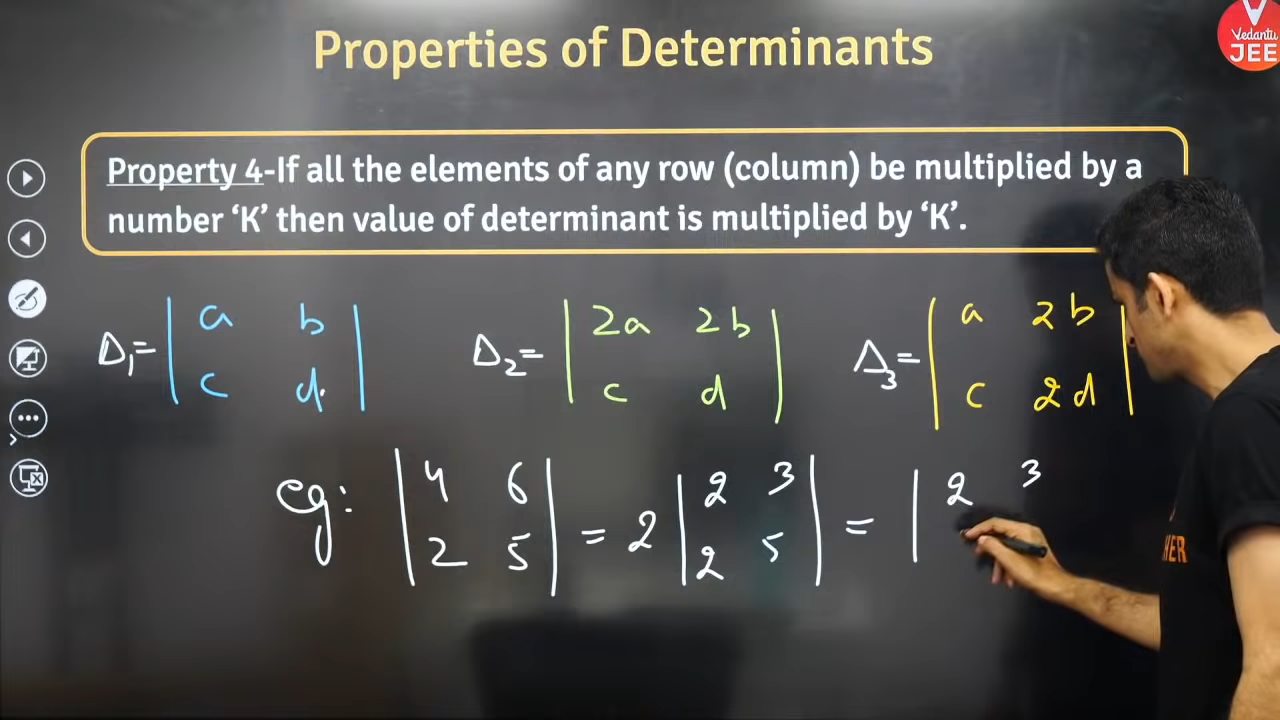 Properties of Determinants
Vedantu
JEE
Property 4-If all the elements of any row (column) be multiplied by a
number ‘K’ then value of determinant is multiplied by ‘K’.
Δ₁= | a b | Δ₂= | 2a 2b | Δ₃= | a 2b |
| c d | | c d | | c 2d |
eg: | 4 6 | = 2 | 2 3 | = | 2 3
| 2 5 | | 2 5 | |
HER